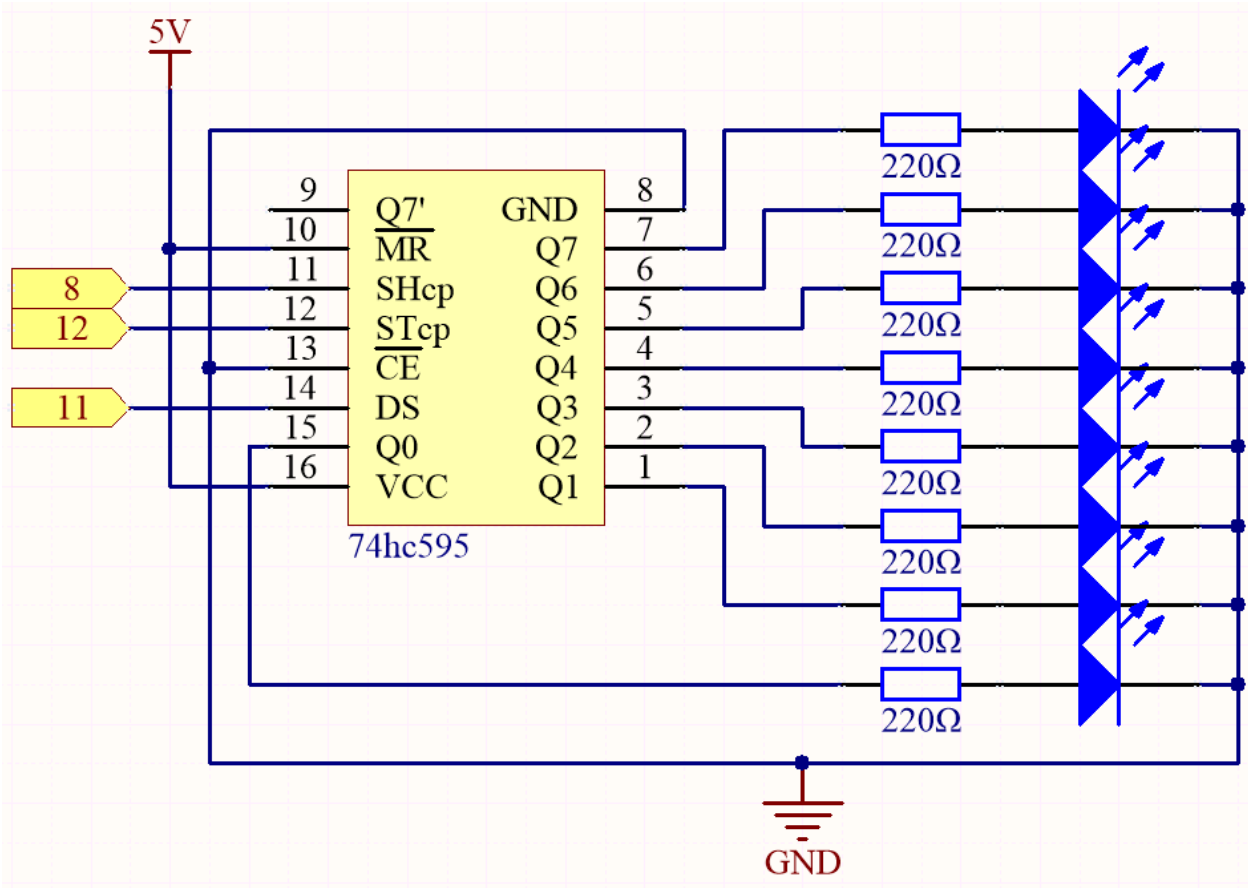 5V
9 Q7' GND 8
10 MR Q7 7
8 11 SHcp Q6 6
12 12 STcp Q5 5
13 CE Q4 4
11 14 DS Q3 3
15 Q0 Q2 2
16 VCC Q1 1
74hc595
220Ω
220Ω
220Ω
220Ω
220Ω
220Ω
220Ω
220Ω
GND